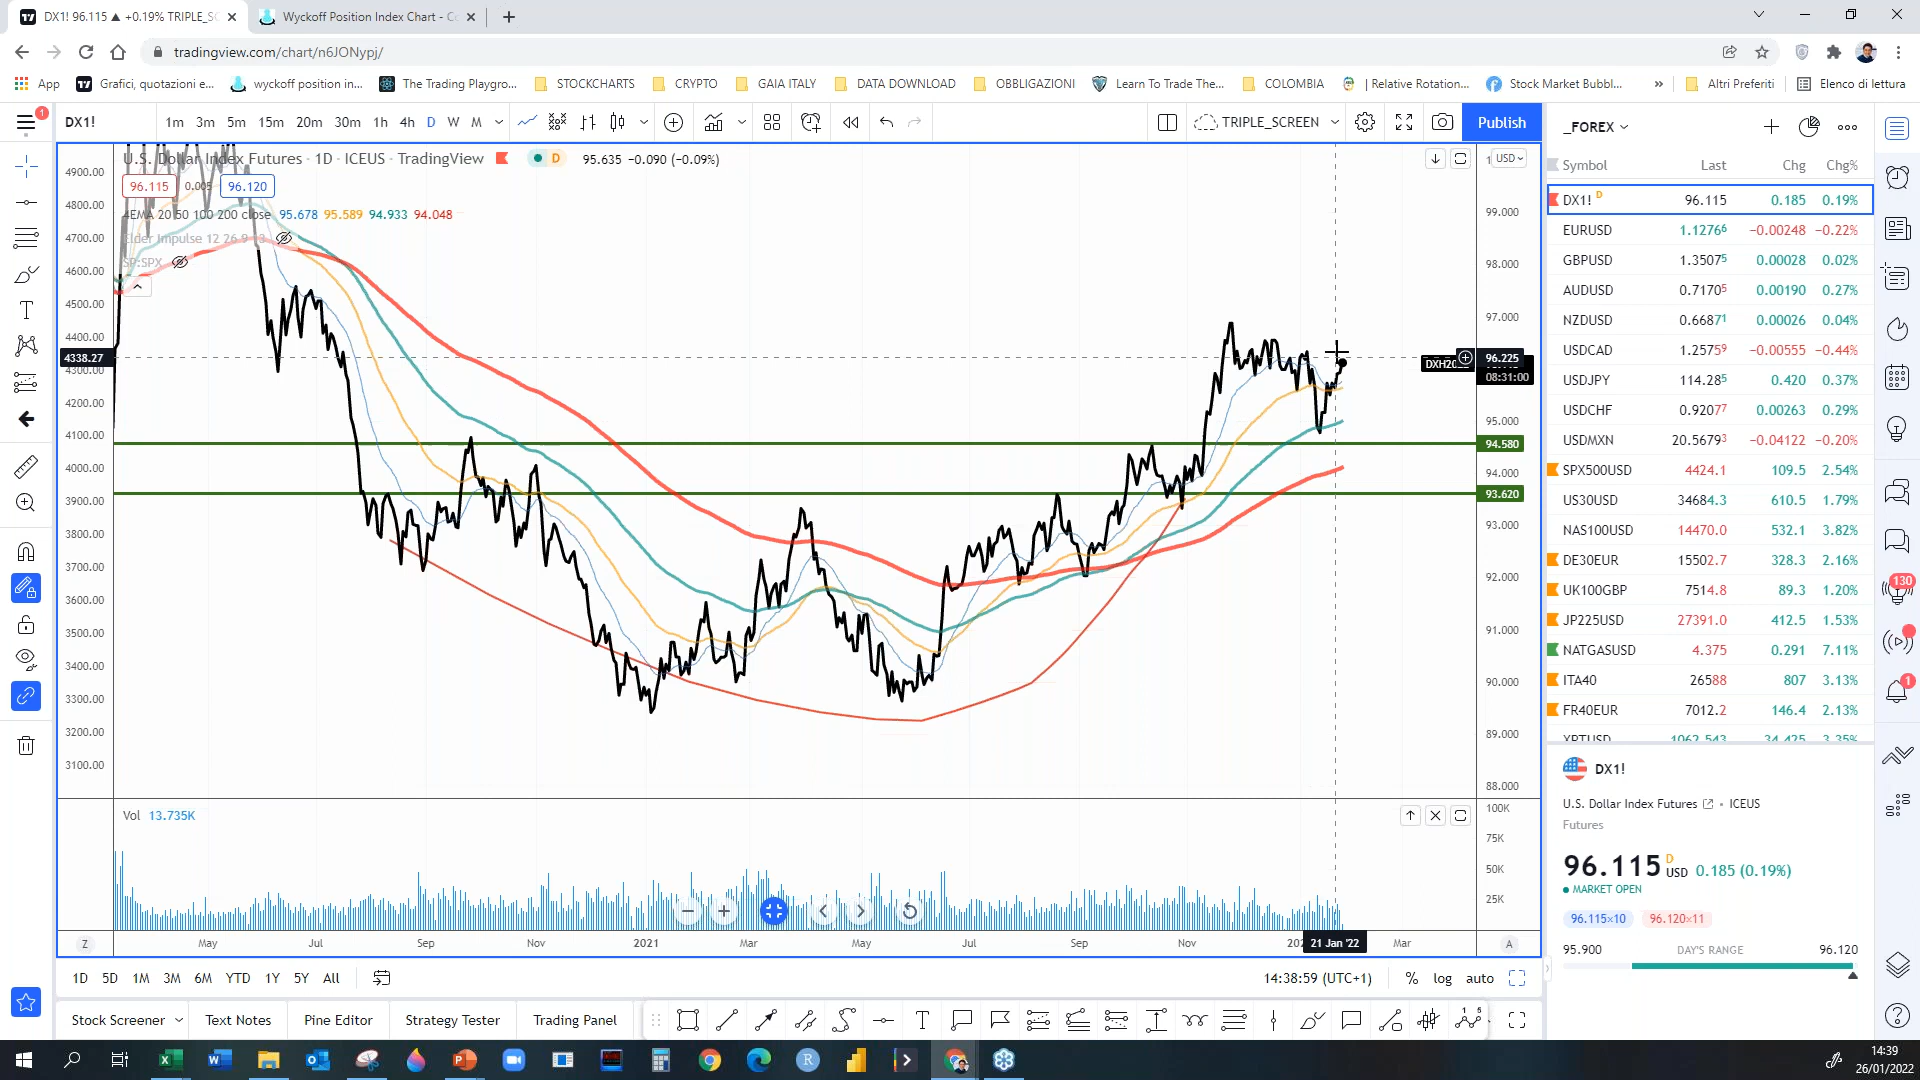 DX1! 96.115 ▲ +0.19% TRIPLE_SC
Wyckoff Position Index Chart - Co
tradingview.com/chart/n6JONypj/
App
Grafici, quotazioni e...
wyckoff position in...
The Trading Playgro...
STOCKCHARTS
CRYPTO
GAIA ITALY
DATA DOWNLOAD
OBBLIGAZIONI
Learn To Trade The...
COLOMBIA
| Relative Rotation...
Stock Market Bubbl...
»
Altri Preferiti
Elenco di lettura
1
DX1!
1m 3m 5m 15m 20m 30m 1h 4h D W M
TRIPLE_SCREEN
Publish
_FOREX
U.S. Dollar Index Futures · 1D · ICEUS · TradingView
D
95.635 -0.090 (-0.09%)
USD
96.115 0.005 96.120
4EMA 20 50 100 200 close 95.678 95.589 94.933 94.048
SP:SPX
4900.00
4800.00
4700.00
4600.00
4500.00
4400.00
4338.27
4300.00
4200.00
4100.00
4000.00
3900.00
3800.00
3700.00
3600.00
3500.00
3400.00
3300.00
3200.00
3100.00
99.000
98.000
97.000
96.225
08:31:00
95.000
94.580
94.000
93.620
93.000
92.000
91.000
90.000
89.000
88.000
Vol 13.735K
100K
75K
50K
25K
Z
May
Jul
Sep
Nov
2021
Mar
May
Jul
Sep
Nov
21 Jan '22
Mar
A
1D 5D 1M 3M 6M YTD 1Y 5Y All
14:38:59 (UTC+1)
% log auto
Stock Screener
Text Notes
Pine Editor
Strategy Tester
Trading Panel
Symbol Last Chg Chg%
DX1! D 96.115 0.185 0.19%
EURUSD 1.12766 −0.00248 −0.22%
GBPUSD 1.35075 0.00028 0.02%
AUDUSD 0.71705 0.00190 0.27%
NZDUSD 0.66871 0.00026 0.04%
USDCAD 1.25759 −0.00555 −0.44%
USDJPY 114.285 0.420 0.37%
USDCHF 0.92077 0.00263 0.29%
USDMXN 20.56793 −0.04122 −0.20%
SPX500USD 4424.1 109.5 2.54%
US30USD 34684.3 610.5 1.79%
NAS100USD 14470.0 532.1 3.82%
DE30EUR 15502.7 328.3 2.16%
UK100GBP 7514.8 89.3 1.20%
JP225USD 27391.0 412.5 1.53%
NATGASUSD 4.375 0.291 7.11%
ITA40 26588 807 3.13%
FR40EUR 7012.2 146.4 2.13%
XPTUSD 1062.543 34.425 3.35%
DX1!
U.S. Dollar Index Futures • ICEUS
Futures
96.115 D USD 0.185 (0.19%)
MARKET OPEN
96.115×10 96.120×11
95.900 DAY'S RANGE 96.120
130
1
14:39
26/01/2022